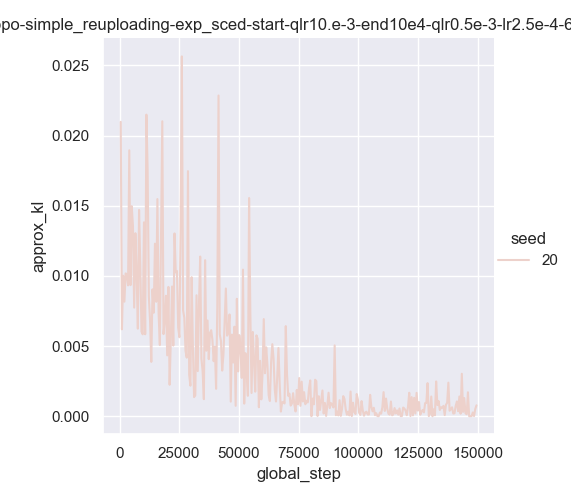 po-simple_reuploading-exp_sced-start-qlr10.e-3-end10e4-qlr0.5e-3-lr2.5e-4-6
0.025
0.020
0.015
0.010
0.005
0.000
approx_kl
0 25000 50000 75000 100000 125000 150000
global_step
seed
20